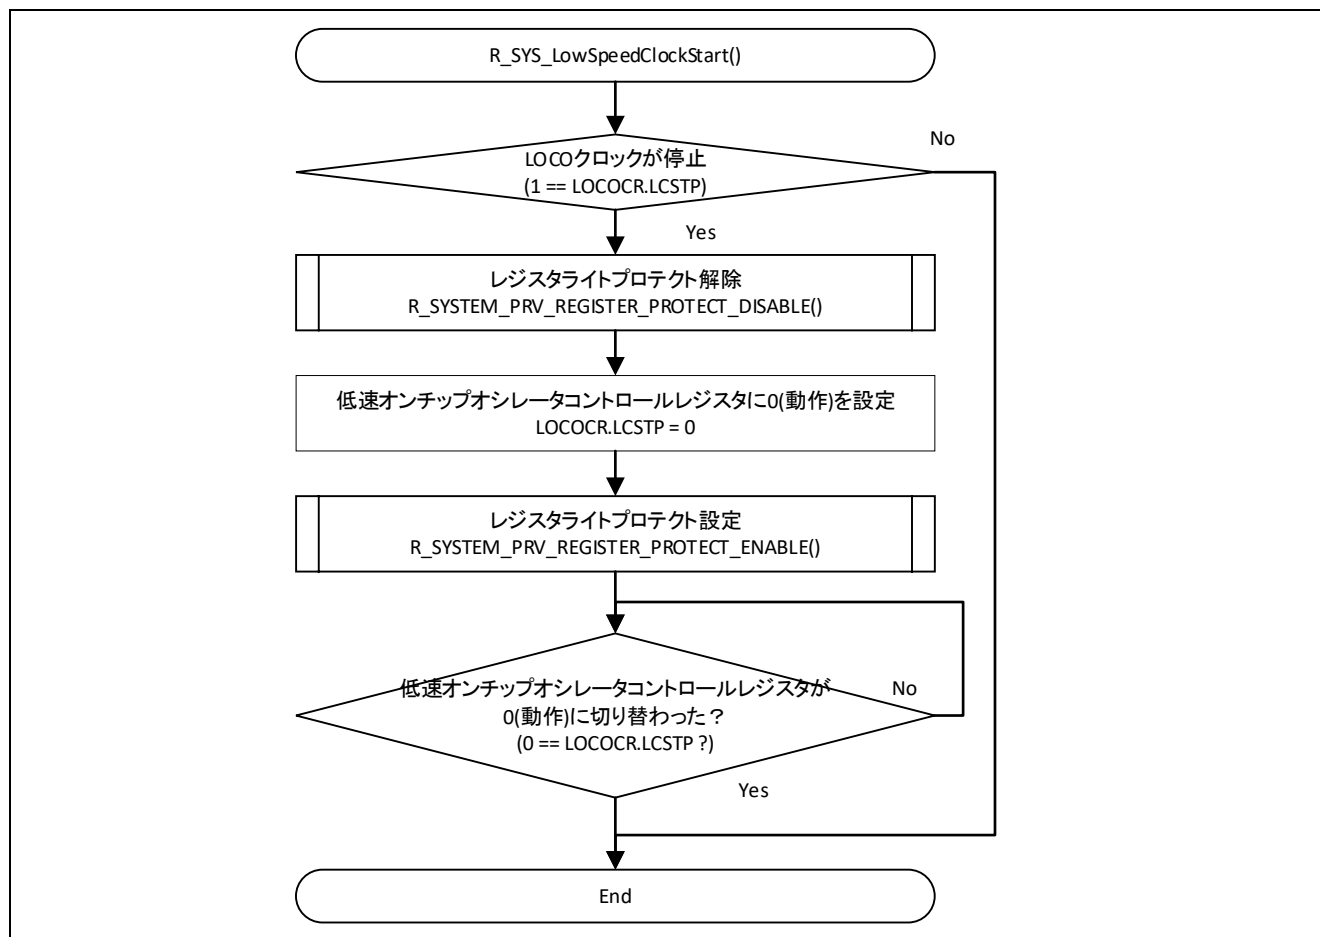 R_SYS_LowSpeedClockStart()
No
LOCOクロックが停止
(1 == LOCOCR.LCSTP)
Yes
レジスタライトプロテクト解除
R_SYSTEM_PRV_REGISTER_PROTECT_DISABLE()
低速オンチップオシレータコントロールレジスタに0(動作)を設定
LOCOCR.LCSTP = 0
レジスタライトプロテクト設定
R_SYSTEM_PRV_REGISTER_PROTECT_ENABLE()
低速オンチップオシレータコントロールレジスタが
No
0(動作)に切り替わった？
(0 == LOCOCR.LCSTP ?)
Yes
End